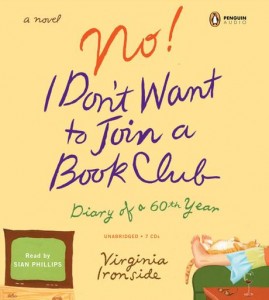 a novel
PENGUIN
AUDIO
No!
I Don't Want
to Join a
Book Club
Diary of a 60th Year
UNABRIDGED • 7 CDs
Read by
SIAN PHILLIPS
Virginia
Ironside